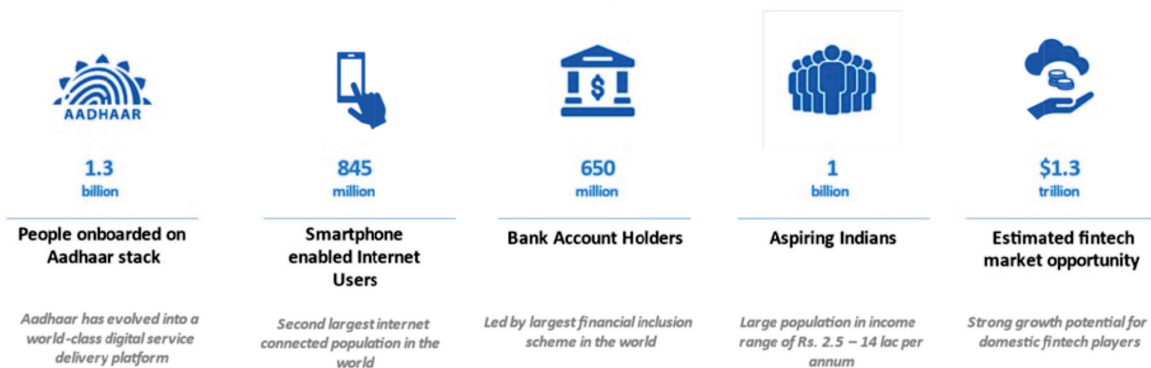 AADHAAR
1.3
billion
People onboarded on
Aadhaar stack
Aadhaar has evolved into a
world-class digital service
delivery platform
845
million
Smartphone
enabled Internet
Users
Second largest internet
connected population in the
world
$
650
million
Bank Account Holders
Led by largest financial inclusion
scheme in the world
1
billion
Aspiring Indians
Large population in income
range of Rs. 2.5 – 14 lac per
annum
$1.3
trillion
Estimated fintech
market opportunity
Strong growth potential for
domestic fintech players